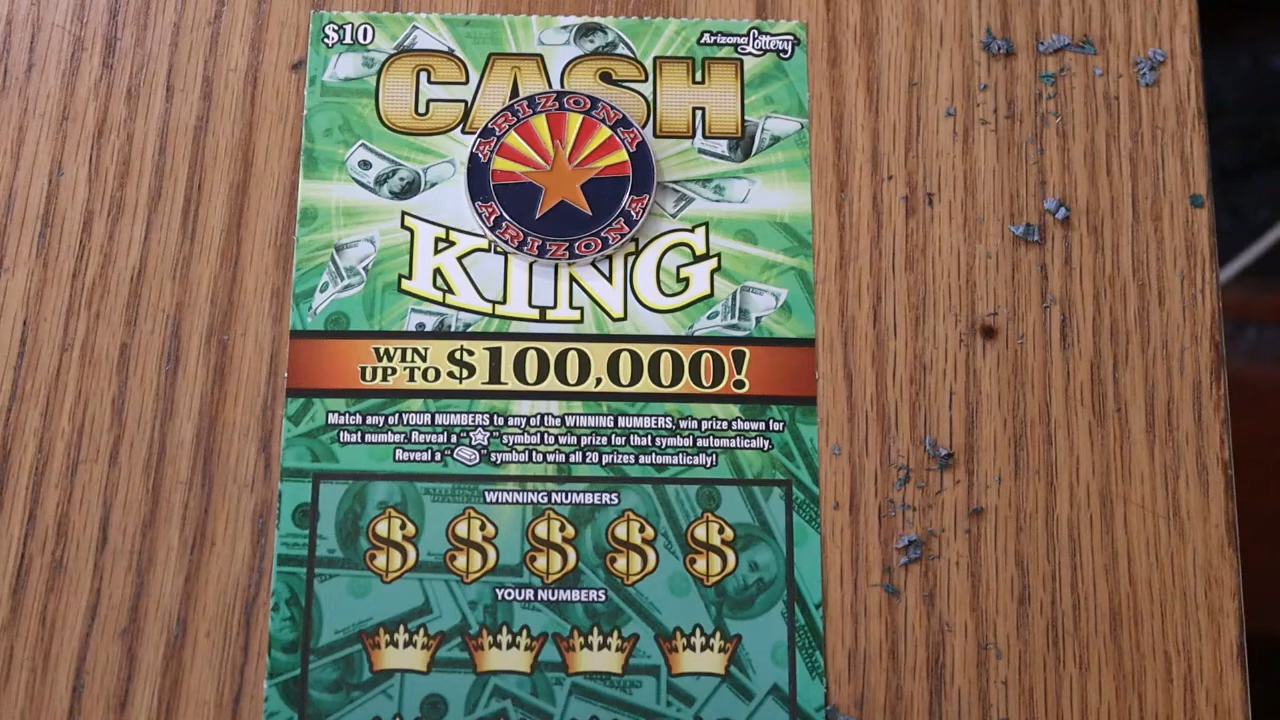 $10
Arizona Lottery
CASH
ARIZONA
ARIZONA
KING
WIN
UP TO $100,000!
Match any of YOUR NUMBERS to any of the WINNING NUMBERS, win prize shown for
that number. Reveal a " " symbol to win prize for that symbol automatically.
Reveal a " " symbol to win all 20 prizes automatically!
WINNING NUMBERS
$ $ $ $ $
YOUR NUMBERS